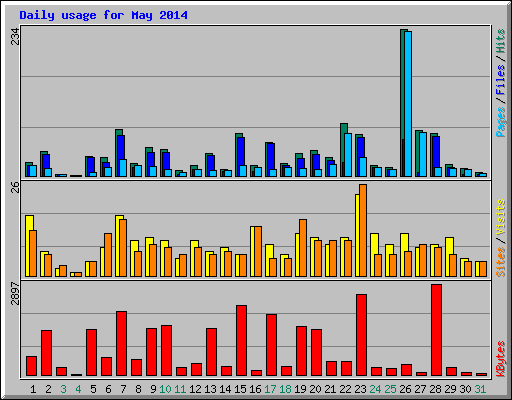 Daily usage for May 2014
234
Pages / Files / Hits
26
Sites / Visits
2897
KBytes
1 2 3 4 5 6 7 8 9 10 11 12 13 14 15 16 17 18 19 20 21 22 23 24 25 26 27 28 29 30 31